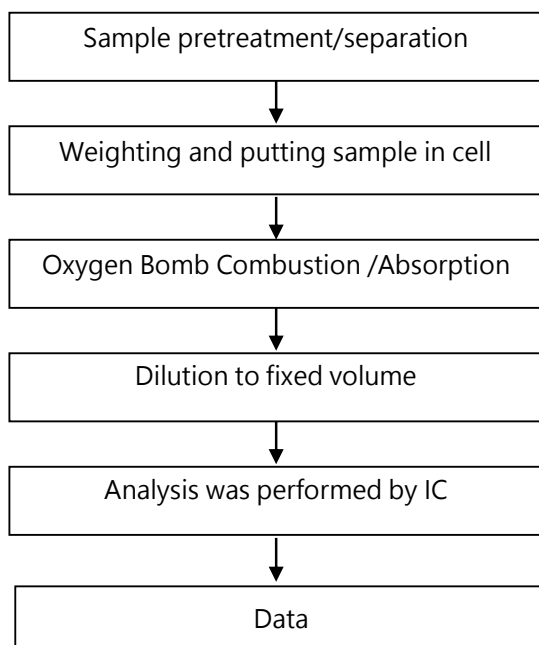 Sample pretreatment/separation
Weighting and putting sample in cell
Oxygen Bomb Combustion /Absorption
Dilution to fixed volume
Analysis was performed by IC
Data